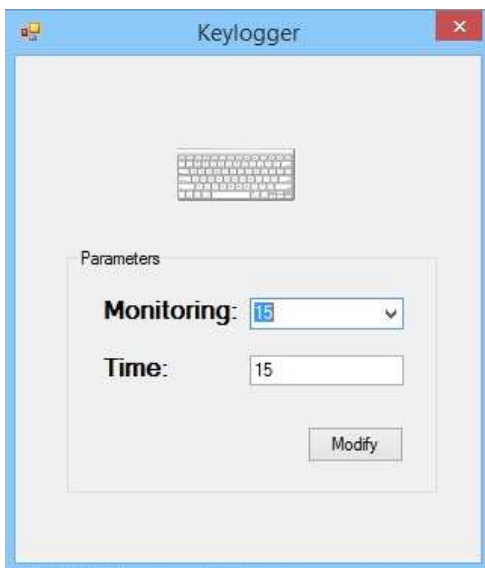 Keylogger
Parameters
Monitoring: 15
Time: 15
Modify